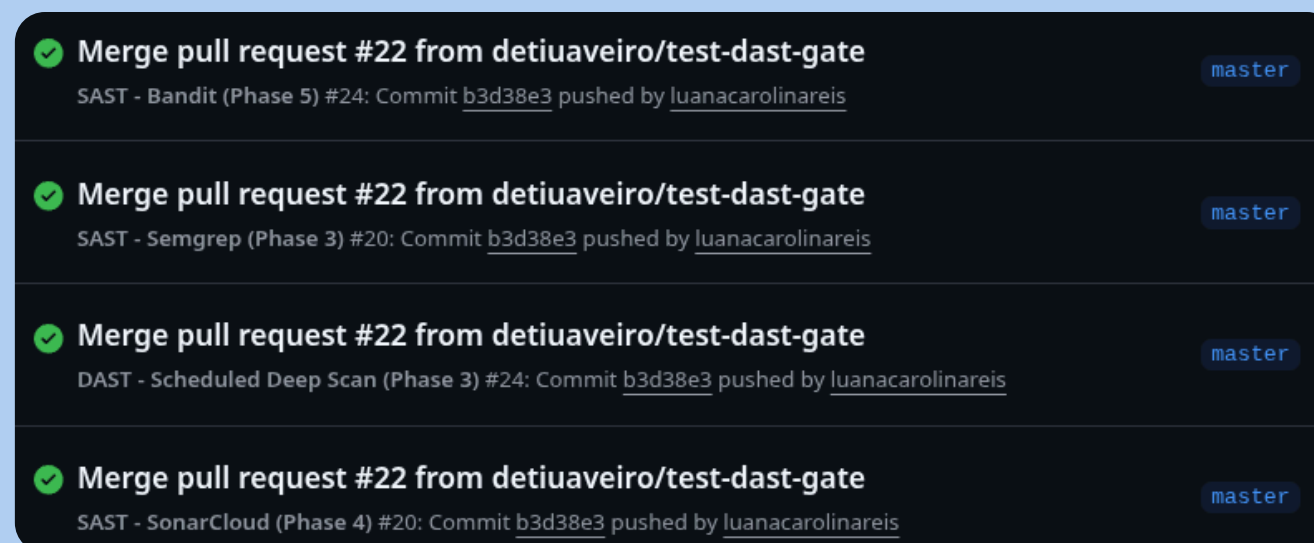 Merge pull request #22 from detiuaveiro/test-dast-gate
master
SAST - Bandit (Phase 5) #24: Commit b3d38e3 pushed by luanacarolinareis
Merge pull request #22 from detiuaveiro/test-dast-gate
master
SAST - Semgrep (Phase 3) #20: Commit b3d38e3 pushed by luanacarolinareis
Merge pull request #22 from detiuaveiro/test-dast-gate
master
DAST - Scheduled Deep Scan (Phase 3) #24: Commit b3d38e3 pushed by luanacarolinareis
Merge pull request #22 from detiuaveiro/test-dast-gate
master
SAST - SonarCloud (Phase 4) #20: Commit b3d38e3 pushed by luanacarolinareis